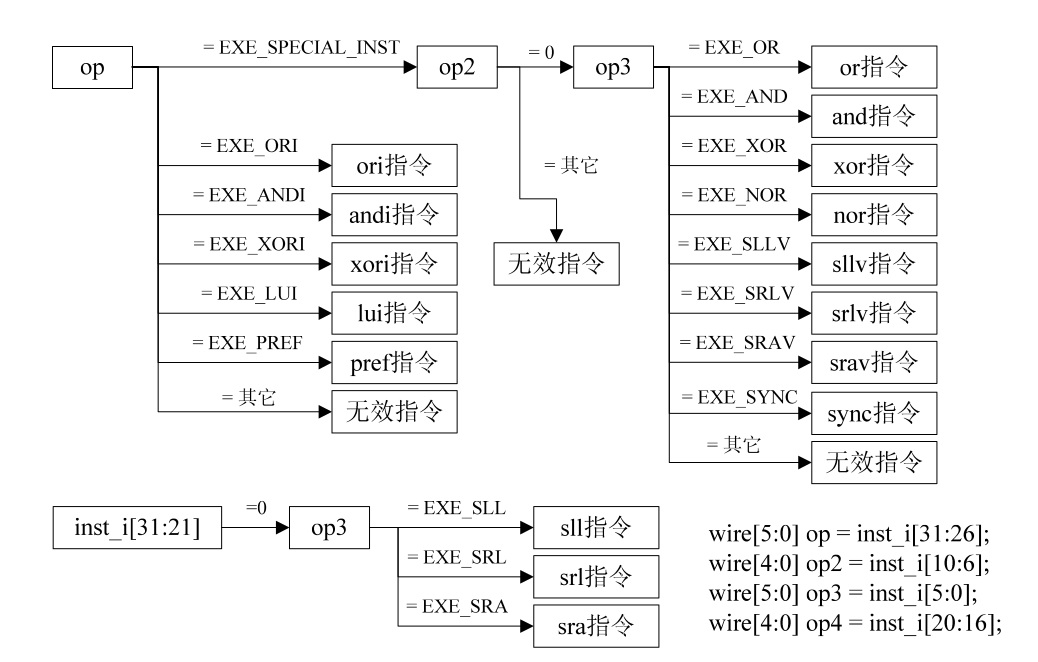 op
= EXE_SPECIAL_INST
op2
= 0
op3
= EXE_OR
or指令
= EXE_AND
and指令
= EXE_XOR
xor指令
= EXE_NOR
nor指令
= EXE_SLLV
sllv指令
= EXE_SRLV
srlv指令
= EXE_SRAV
srav指令
= EXE_SYNC
sync指令
= 其它
无效指令
= 其它
无效指令
= EXE_ORI
ori指令
= EXE_ANDI
andi指令
= EXE_XORI
xori指令
= EXE_LUI
lui指令
= EXE_PREF
pref指令
= 其它
无效指令
inst_i[31:21]
=0
op3
= EXE_SLL
sll指令
= EXE_SRL
srl指令
= EXE_SRA
sra指令
wire[5:0] op = inst_i[31:26];
wire[4:0] op2 = inst_i[10:6];
wire[5:0] op3 = inst_i[5:0];
wire[4:0] op4 = inst_i[20:16];